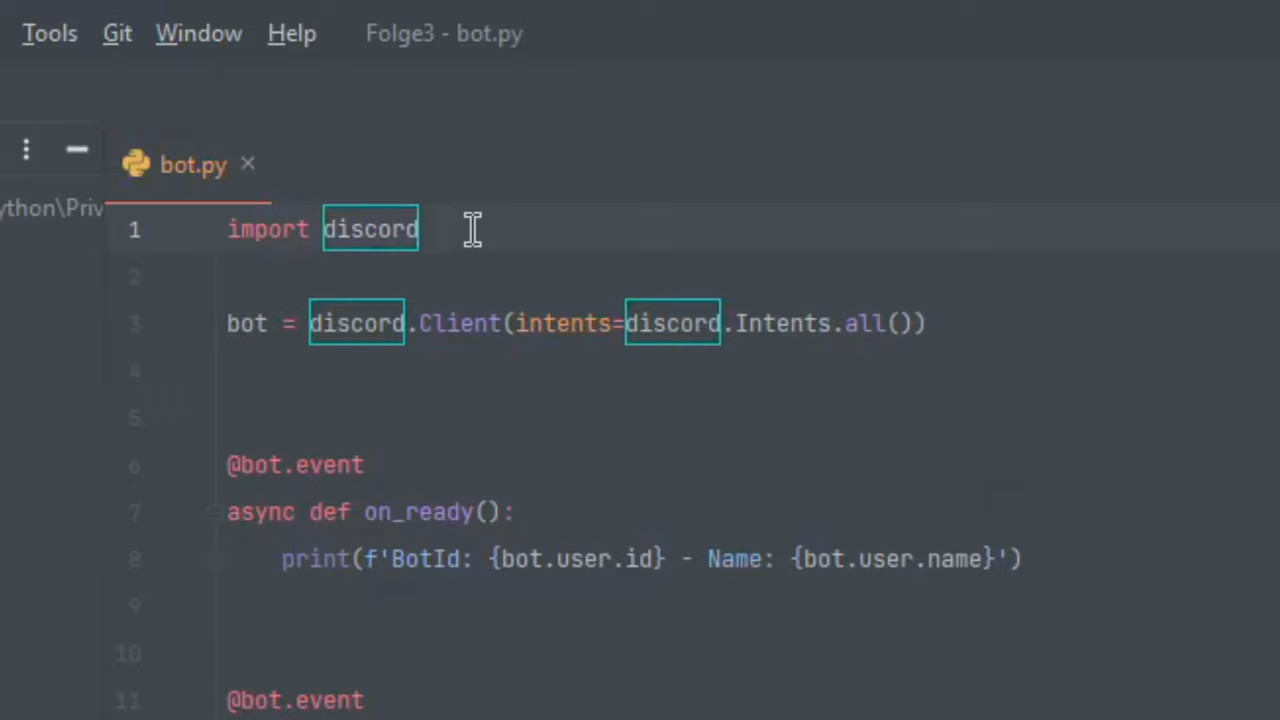 Tools Git Window Help Folge3 - bot.py
bot.py
ython\Priv
1 import discord
2
3 bot = discord.Client(intents=discord.Intents.all())
4
5
6 @bot.event
7 async def on_ready():
8 print(f'BotId: {bot.user.id} - Name: {bot.user.name}')
9
10
11 @bot.event